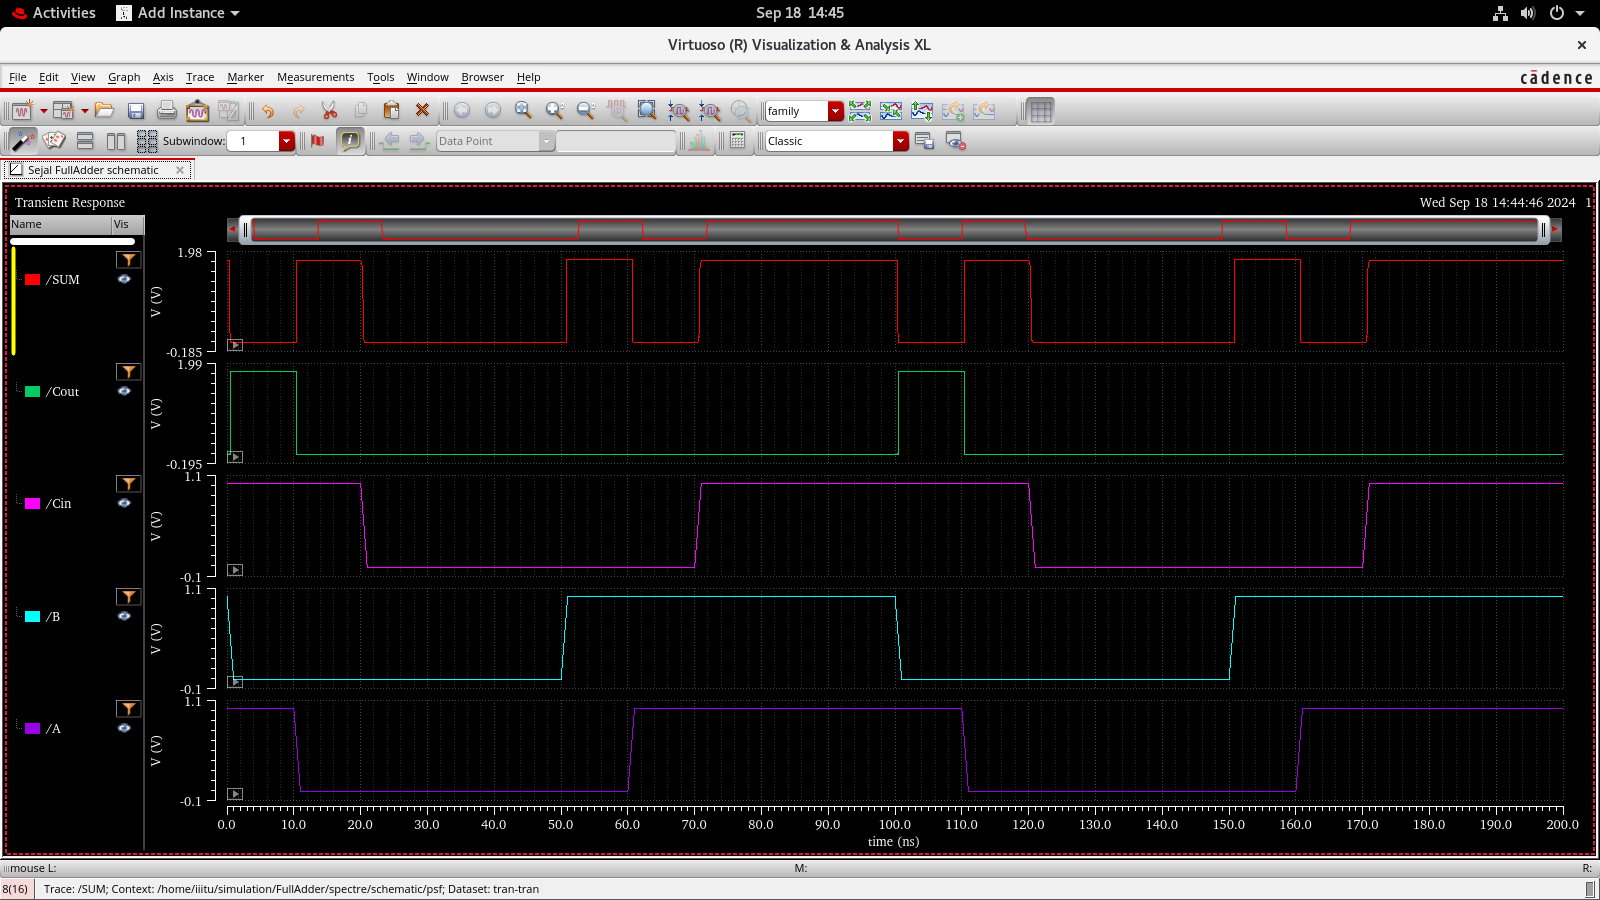 Activities Add Instance Sep 18 14:45
Virtuoso (R) Visualization & Analysis XL
File Edit View Graph Axis Trace Marker Measurements Tools Window Browser Help cādence
family
Subwindow: 1 Data Point Classic
Sejal FullAdder schematic
Transient Response Wed Sep 18 14:44:46 2024 1
Name Vis
1.98
/SUM
V (V)
-0.185
1.99
/Cout
V (V)
-0.195
1.1
/Cin
V (V)
-0.1
1.1
/B
V (V)
-0.1
1.1
/A
V (V)
-0.1
0.0 10.0 20.0 30.0 40.0 50.0 60.0 70.0 80.0 90.0 100.0 110.0 120.0 130.0 140.0 150.0 160.0 170.0 180.0 190.0 200.0
time (ns)
mouse L: M: R:
8(16) Trace: /SUM; Context: /home/iiitu/simulation/FullAdder/spectre/schematic/psf; Dataset: tran-tran